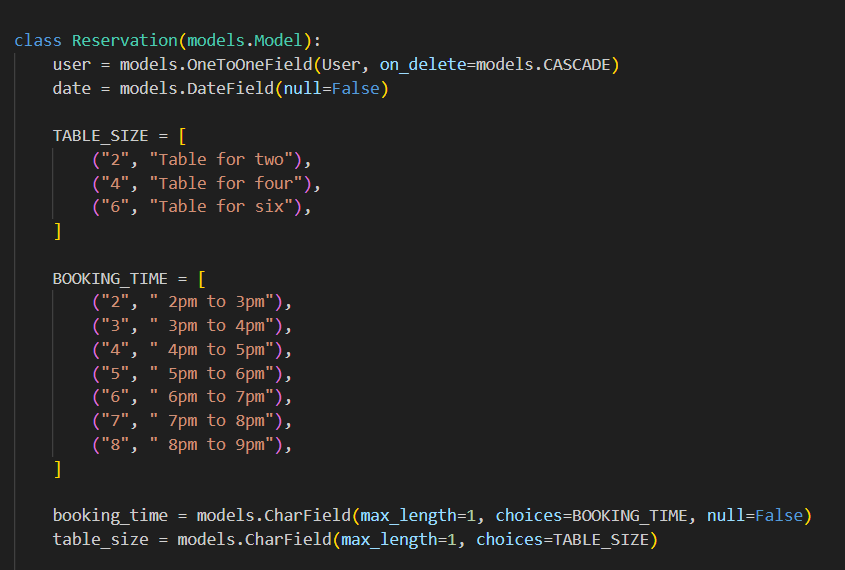 class Reservation(models.Model):
    user = models.OneToOneField(User, on_delete=models.CASCADE)
    date = models.DateField(null=False)

    TABLE_SIZE = [
        ("2", "Table for two"),
        ("4", "Table for four"),
        ("6", "Table for six"),
    ]

    BOOKING_TIME = [
        ("2", " 2pm to 3pm"),
        ("3", " 3pm to 4pm"),
        ("4", " 4pm to 5pm"),
        ("5", " 5pm to 6pm"),
        ("6", " 6pm to 7pm"),
        ("7", " 7pm to 8pm"),
        ("8", " 8pm to 9pm"),
    ]

    booking_time = models.CharField(max_length=1, choices=BOOKING_TIME, null=False)
    table_size = models.CharField(max_length=1, choices=TABLE_SIZE)